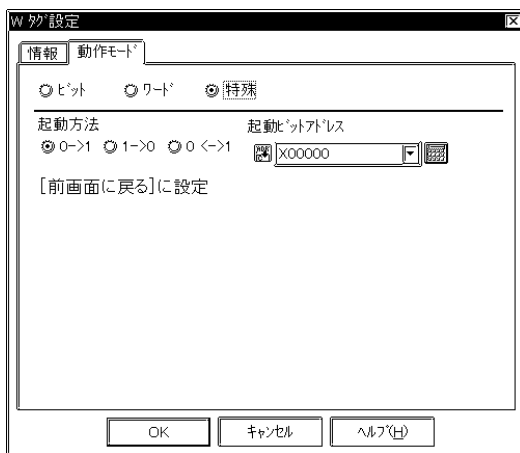 W ﾀｸﾞ設定
情報 動作ﾓｰﾄﾞ
ﾋﾞｯﾄ ﾜｰﾄﾞ 特殊
起動方法 起動ﾋﾞｯﾄｱﾄﾞﾚｽ
0->1 1->0 0 <->1 X00000
[前画面に戻る]に設定
OK ｷｬﾝｾﾙ ﾍﾙﾌﾟ(H)